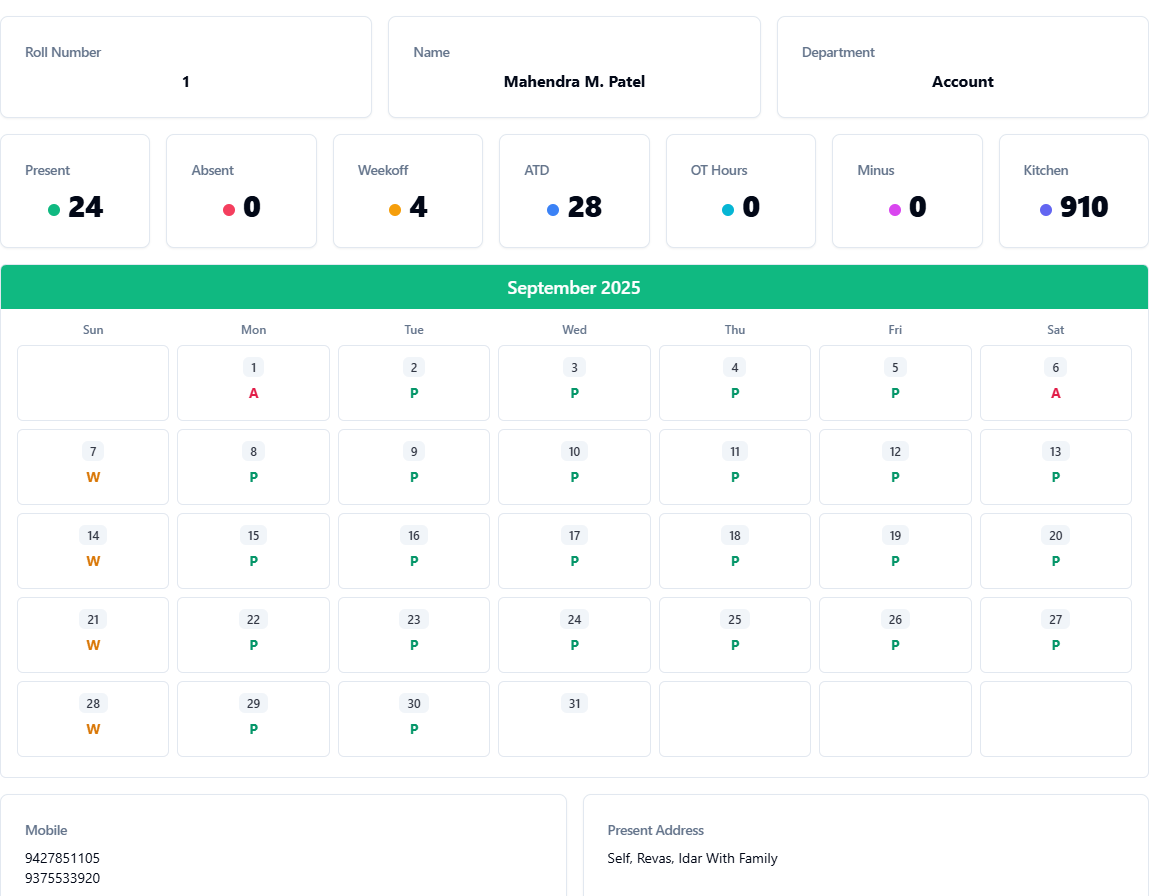 Roll Number
1
Name
Mahendra M. Patel
Department
Account
Present
24
Absent
0
Weekoff
4
ATD
28
OT Hours
0
Minus
0
Kitchen
910
September 2025
Sun Mon Tue Wed Thu Fri Sat
1 2 3 4 5 6
A P P P P A
7 8 9 10 11 12 13
W P P P P P P
14 15 16 17 18 19 20
W P P P P P P
21 22 23 24 25 26 27
W P P P P P P
28 29 30 31
W P P
Mobile
9427851105
9375533920
Present Address
Self, Revas, Idar With Family